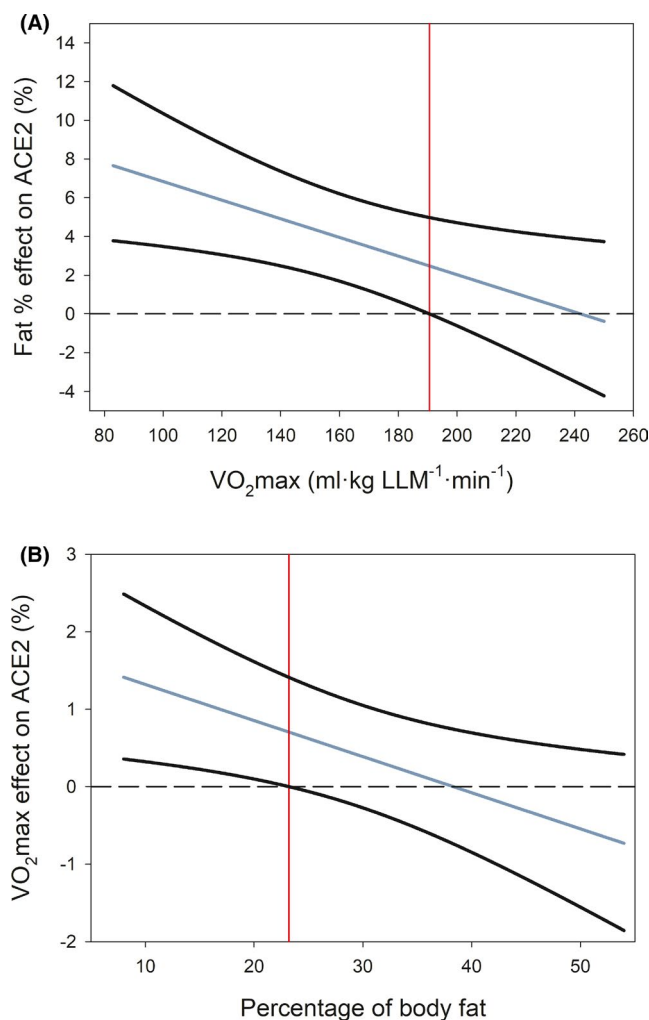 (A)
14
12
10
8
6
4
2
0
-2
-4
Fat % effect on ACE2 (%)
80 100 120 140 160 180 200 220 240 260
VO₂max (ml·kg LLM⁻¹·min⁻¹)
(B)
3
2
1
0
-1
-2
VO₂max effect on ACE2 (%)
10 20 30 40 50
Percentage of body fat